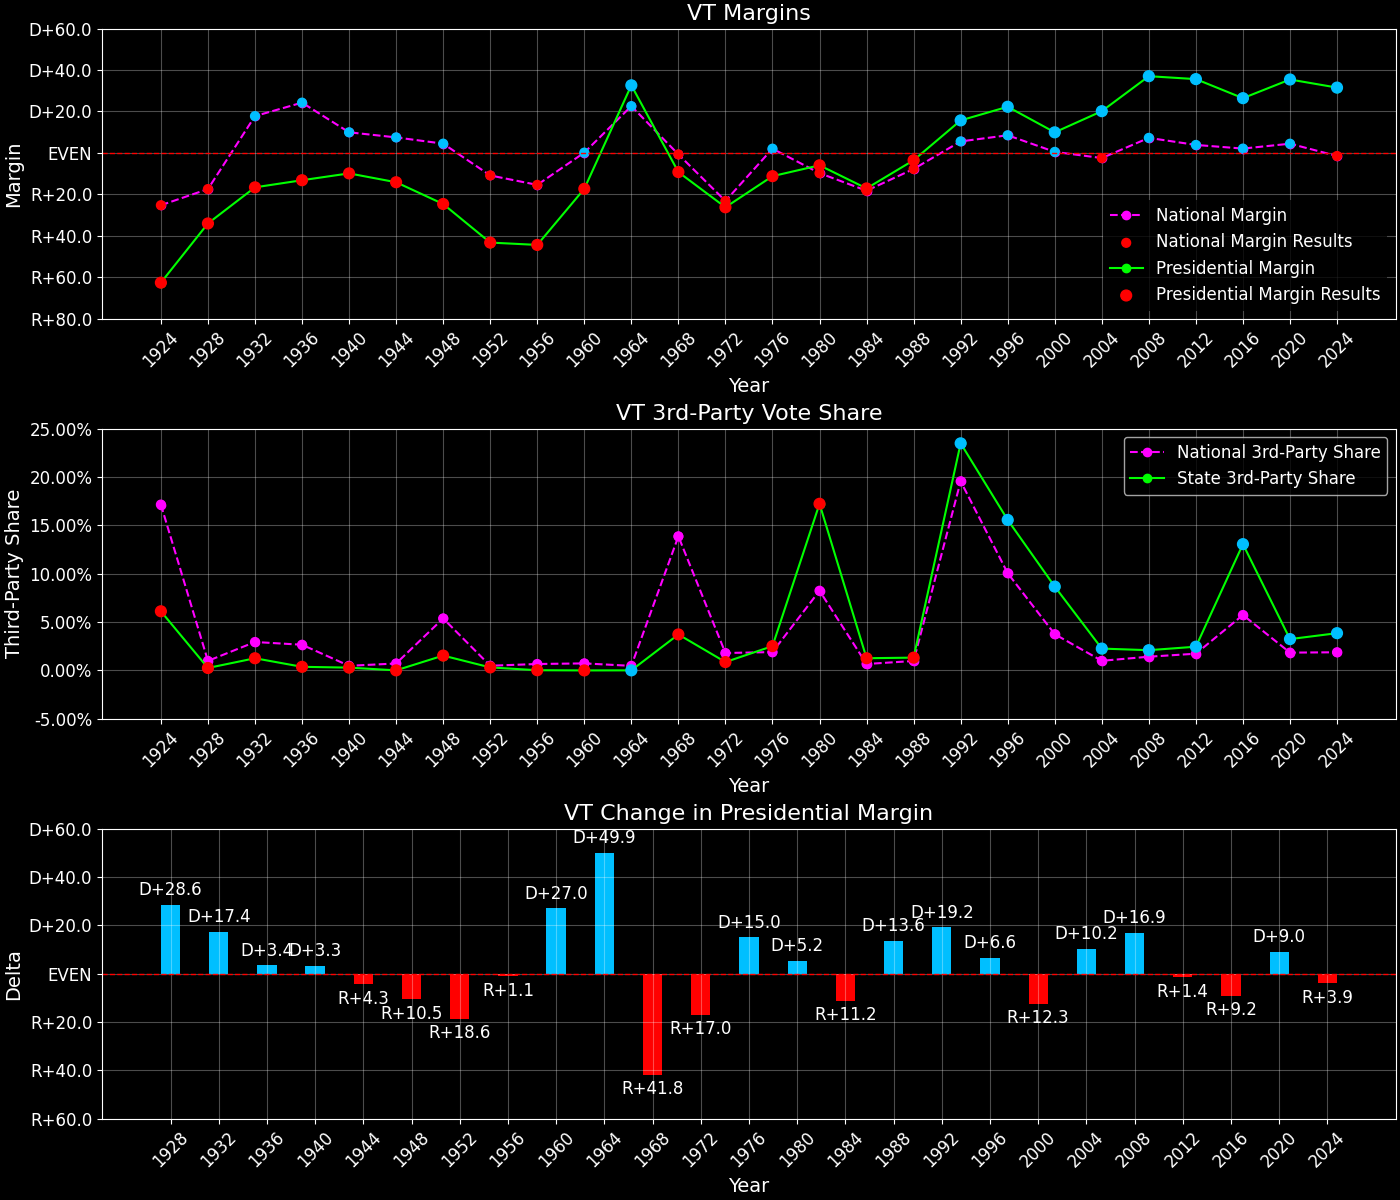 VT Margins
D+60.0
D+40.0
D+20.0
EVEN
R+20.0
R+40.0
R+60.0
R+80.0
Margin
National Margin
National Margin Results
Presidential Margin
Presidential Margin Results
1924 1928 1932 1936 1940 1944 1948 1952 1956 1960 1964 1968 1972 1976 1980 1984 1988 1992 1996 2000 2004 2008 2012 2016 2020 2024
Year
VT 3rd-Party Vote Share
25.00%
20.00%
15.00%
10.00%
5.00%
0.00%
-5.00%
Third-Party Share
National 3rd-Party Share
State 3rd-Party Share
1924 1928 1932 1936 1940 1944 1948 1952 1956 1960 1964 1968 1972 1976 1980 1984 1988 1992 1996 2000 2004 2008 2012 2016 2020 2024
Year
VT Change in Presidential Margin
D+60.0
D+40.0
D+20.0
EVEN
R+20.0
R+40.0
R+60.0
Delta
D+28.6
D+17.4
D+3.4
D+3.3
R+4.3
R+10.5
R+18.6
R+1.1
D+27.0
D+49.9
R+41.8
R+17.0
D+15.0
D+5.2
R+11.2
D+13.6
D+19.2
D+6.6
R+12.3
D+10.2
D+16.9
R+1.4
R+9.2
D+9.0
R+3.9
1928 1932 1936 1940 1944 1948 1952 1956 1960 1964 1968 1972 1976 1980 1984 1988 1992 1996 2000 2004 2008 2012 2016 2020 2024
Year